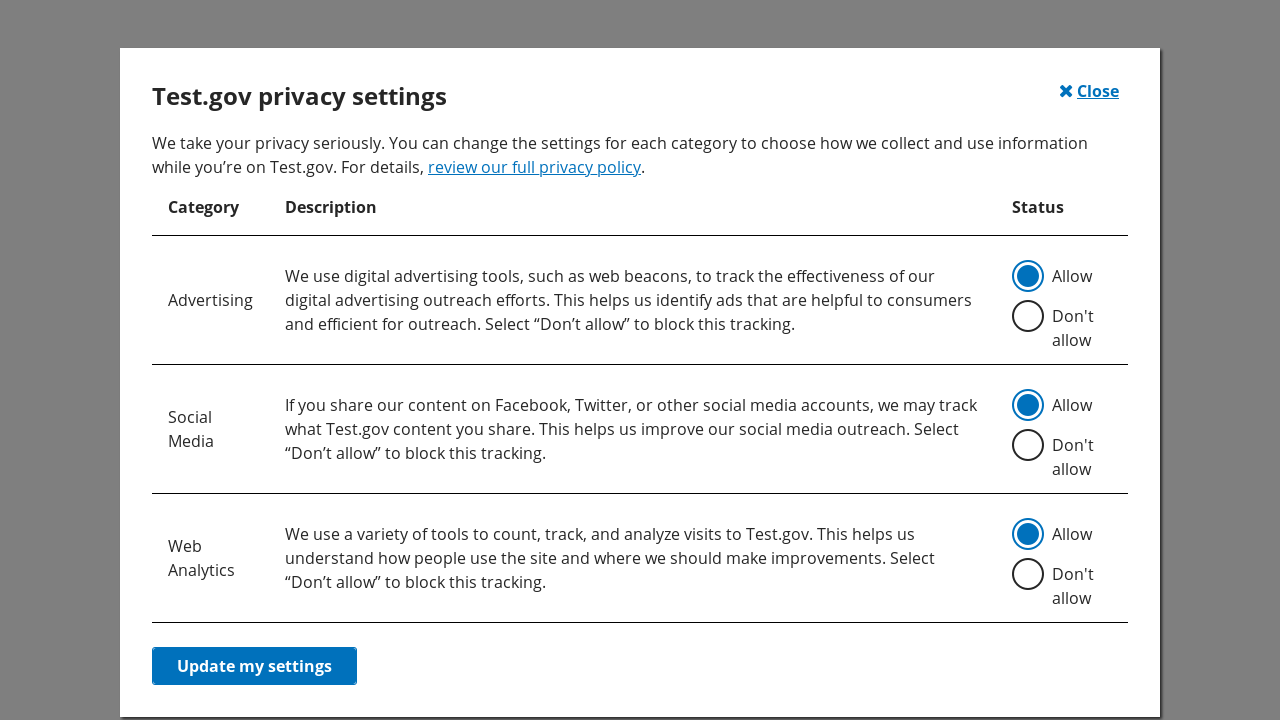 Test.gov privacy settings
✖ Close
We take your privacy seriously. You can change the settings for each category to choose how we collect and use information
while you’re on Test.gov. For details, review our full privacy policy.
Category Description Status
Advertising
We use digital advertising tools, such as web beacons, to track the effectiveness of our
digital advertising outreach efforts. This helps us identify ads that are helpful to consumers
and efficient for outreach. Select “Don’t allow” to block this tracking.
Allow
Don't
allow
Social
Media
If you share our content on Facebook, Twitter, or other social media accounts, we may track
what Test.gov content you share. This helps us improve our social media outreach. Select
“Don’t allow” to block this tracking.
Allow
Don't
allow
Web
Analytics
We use a variety of tools to count, track, and analyze visits to Test.gov. This helps us
understand how people use the site and where we should make improvements. Select
“Don’t allow” to block this tracking.
Allow
Don't
allow
Update my settings